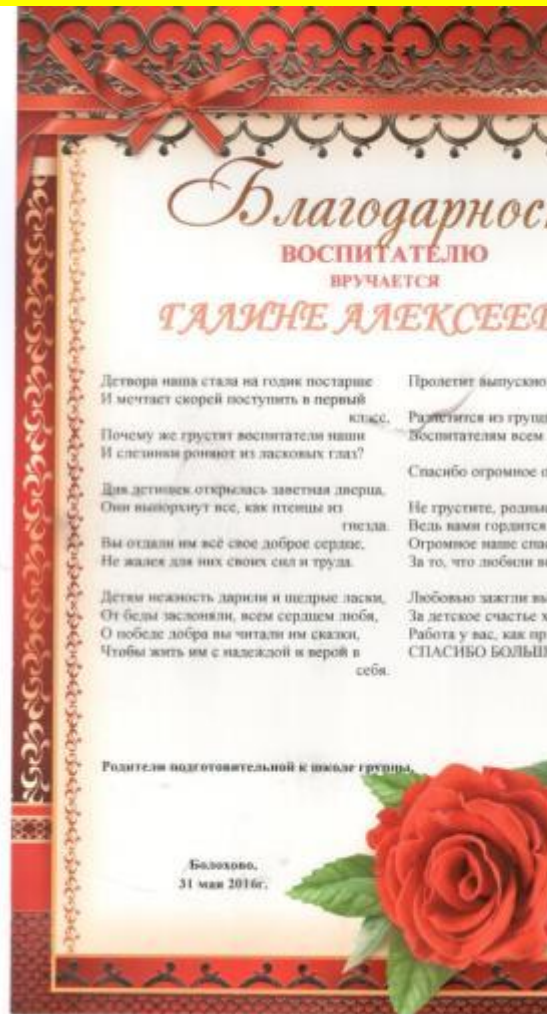 Благодарнос
ВОСПИТАТЕЛЮ
ВРУЧАЕТСЯ
ГАЛИНЕ АЛЕКСЕЕ
Детвора наша стала на годик постарше
И мечтает скорей поступить в первый
класс.
Почему же грустят воспитатели наши
И слезинки роняют из ласковых глаз?
Для детишек открылась заветная дверца,
Они выпорхнут все, как птенцы из
гнезда.
Вы отдали им всё свое доброе сердце,
Не жалея для них своих сил и труда.
Детям нежность дарили и щедрые ласки,
От беды заслоняли, всем сердцем любя,
О победе добра вы читали им сказки,
Чтобы жить им с надеждой и верой в
себя.
Пролетит выпускно
Разлетится из групп
Воспитателям всем
Спасибо огромное о
Не грустите, родны
Ведь вами гордится
Огромное наше спас
За то, что любили в
Любовью зажгли вы
За детское счастье х
Работа у вас, как пр
СПАСИБО БОЛЬШ
Родители подготовительной к школе группы.
Болохово,
31 мая 2016г.